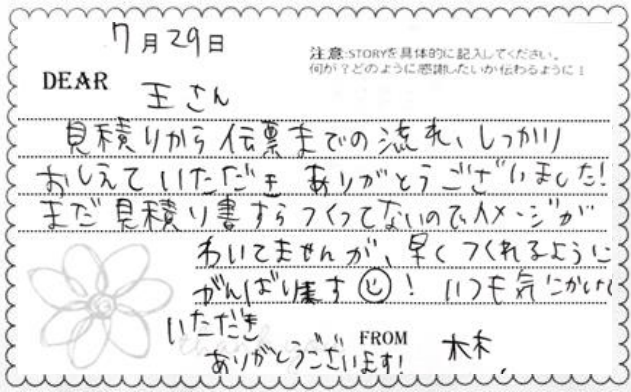 7月29日
注意:STORYを具体的に記入してください。
何が？どのように感謝したいか伝わるように！
DEAR 王さん
見積りから伝票までの流れ、しっかり
おしえていただき ありがとうございました!
まだ見積り書すらつくってないのでイメージが
わいてませんが、早くつくれるように
がんばります☺! いつも気にかけて
いただき
ありがとうございます!
FROM